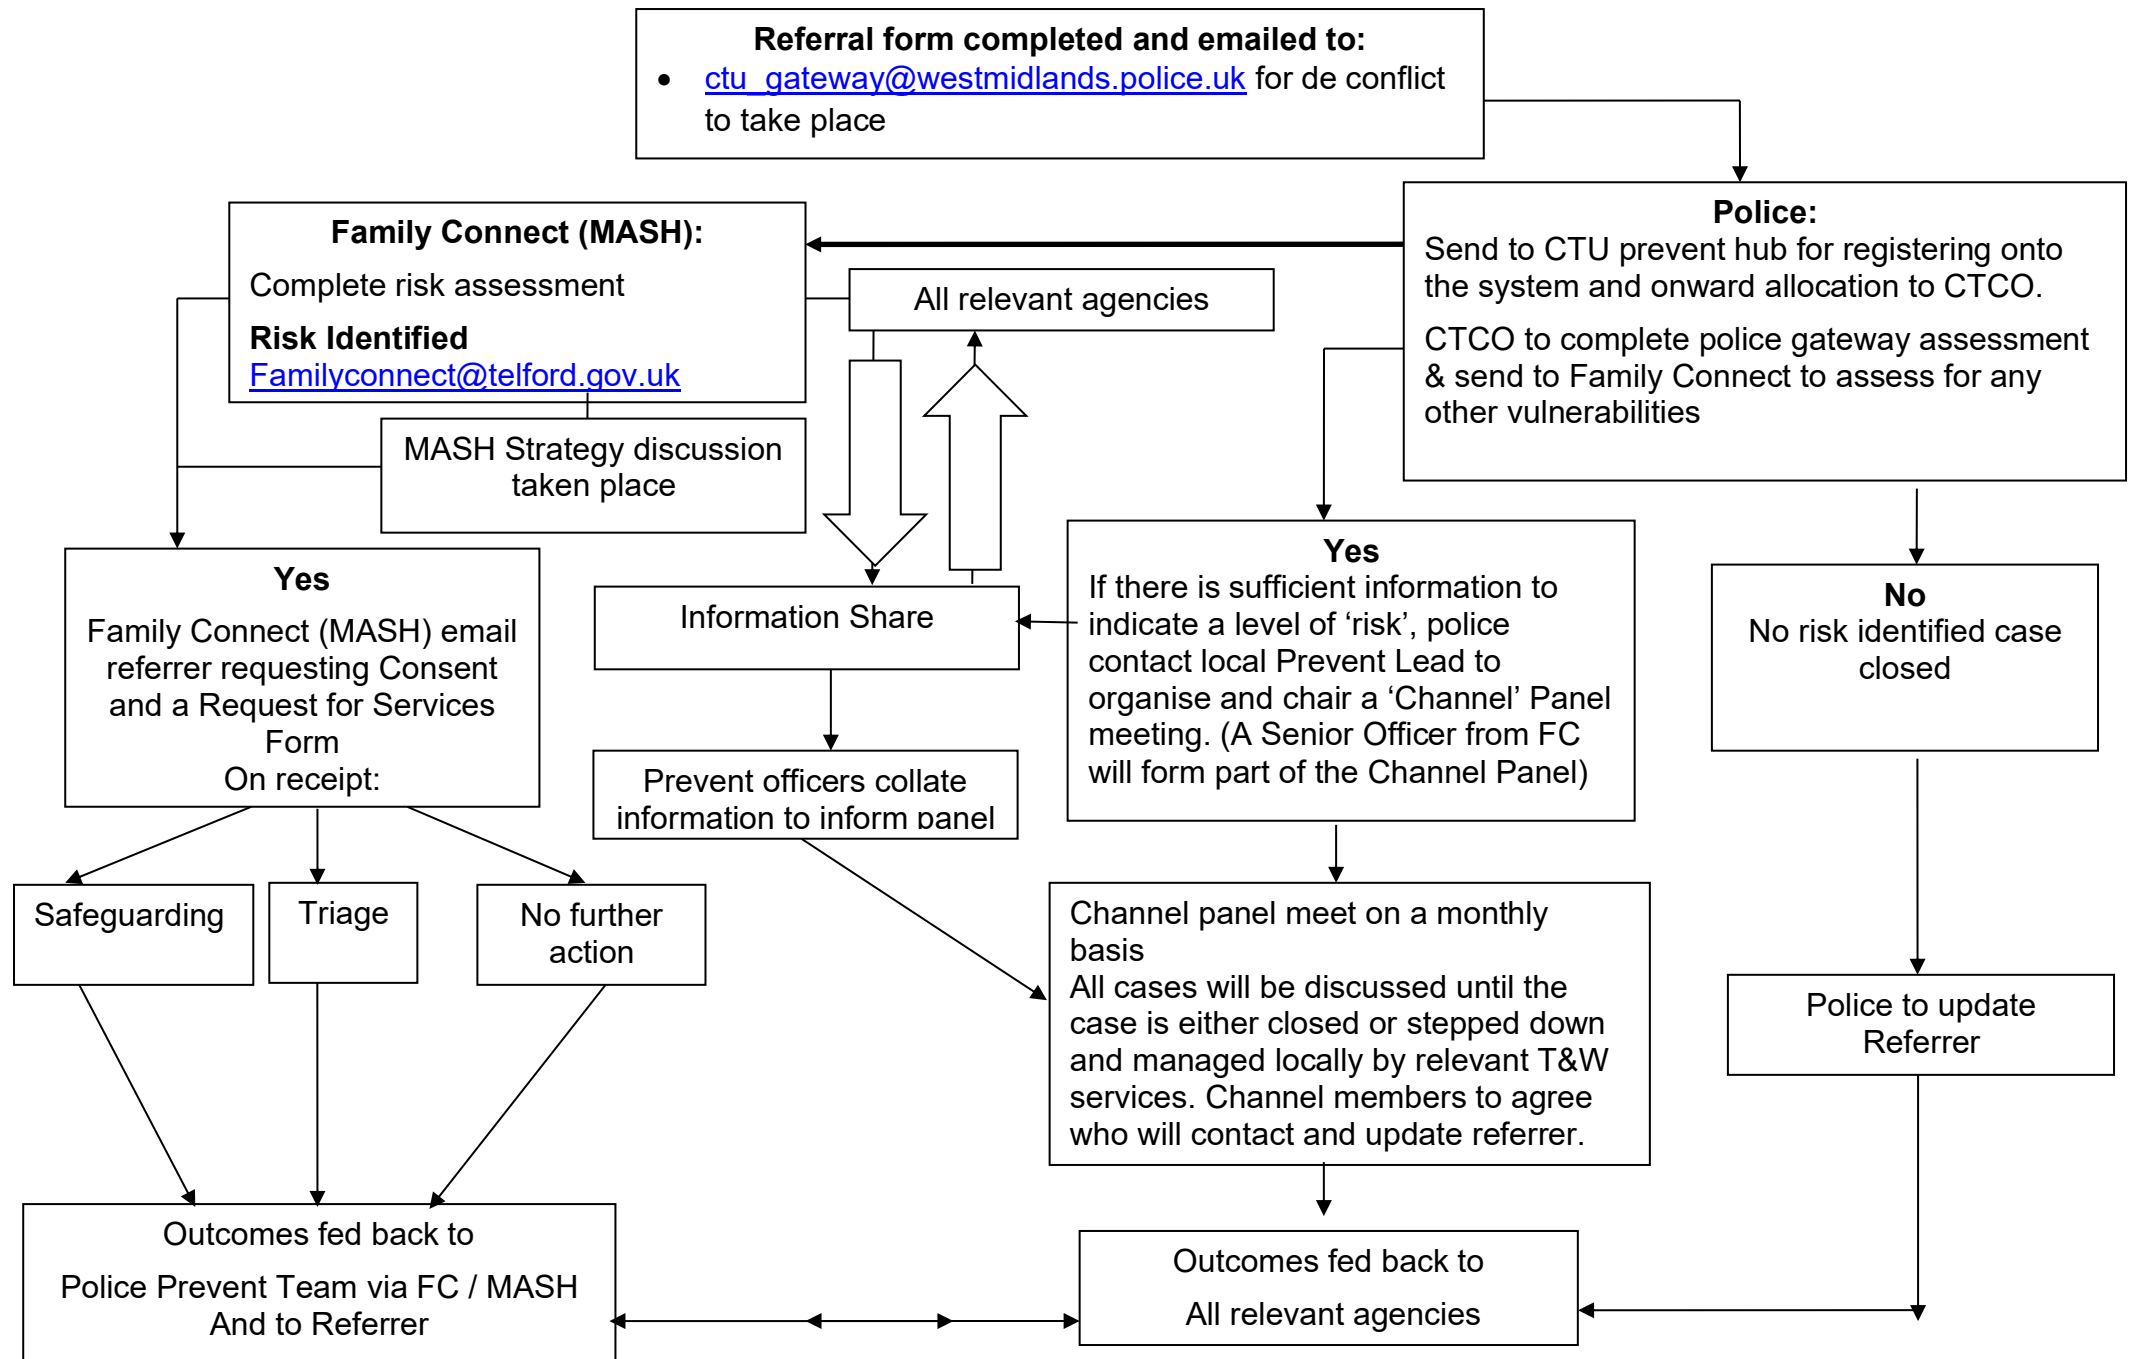 Referral form completed and emailed to:
• ctu_gateway@westmidlands.police.uk for de conflict
to take place
Police:
Send to CTU prevent hub for registering onto
the system and onward allocation to CTCO.
CTCO to complete police gateway assessment
& send to Family Connect to assess for any
other vulnerabilities
Family Connect (MASH):
Complete risk assessment
Risk Identified
Familyconnect@telford.gov.uk
All relevant agencies
MASH Strategy discussion
taken place
Yes
Family Connect (MASH) email
referrer requesting Consent
and a Request for Services
Form
On receipt:
Information Share
Yes
If there is sufficient information to
indicate a level of ‘risk’, police
contact local Prevent Lead to
organise and chair a ‘Channel’ Panel
meeting. (A Senior Officer from FC
will form part of the Channel Panel)
No
No risk identified case
closed
Prevent officers collate
information to inform panel
Safeguarding
Triage
No further
action
Channel panel meet on a monthly
basis
All cases will be discussed until the
case is either closed or stepped down
and managed locally by relevant T&W
services. Channel members to agree
who will contact and update referrer.
Police to update
Referrer
Outcomes fed back to
Police Prevent Team via FC / MASH
And to Referrer
Outcomes fed back to
All relevant agencies